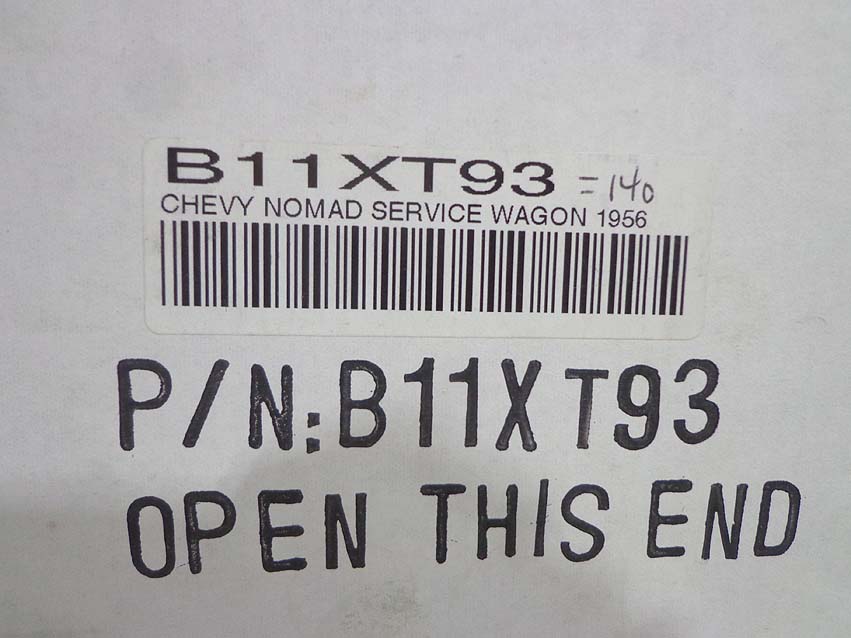 B11XT93 =140
CHEVY NOMAD SERVICE WAGON 1956
P/N:B11XT93
OPEN THIS END